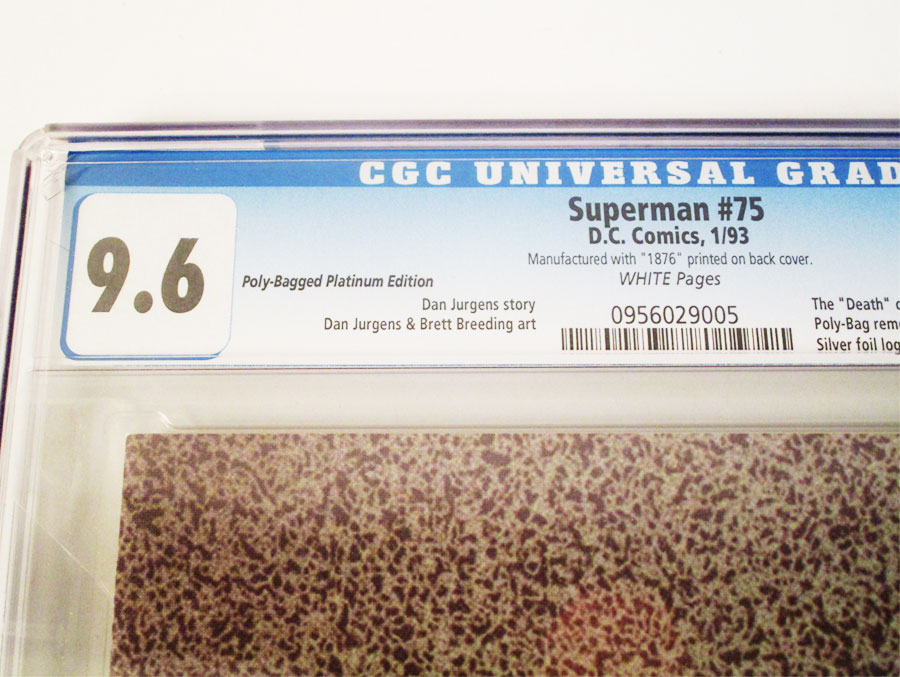 CGC UNIVERSAL GRAD
9.6
Superman #75
D.C. Comics, 1/93
Manufactured with "1876" printed on back cover.
WHITE Pages
Poly-Bagged Platinum Edition
Dan Jurgens story
Dan Jurgens & Brett Breeding art
0956029005
The "Death"
Poly-Bag rem
Silver foil log